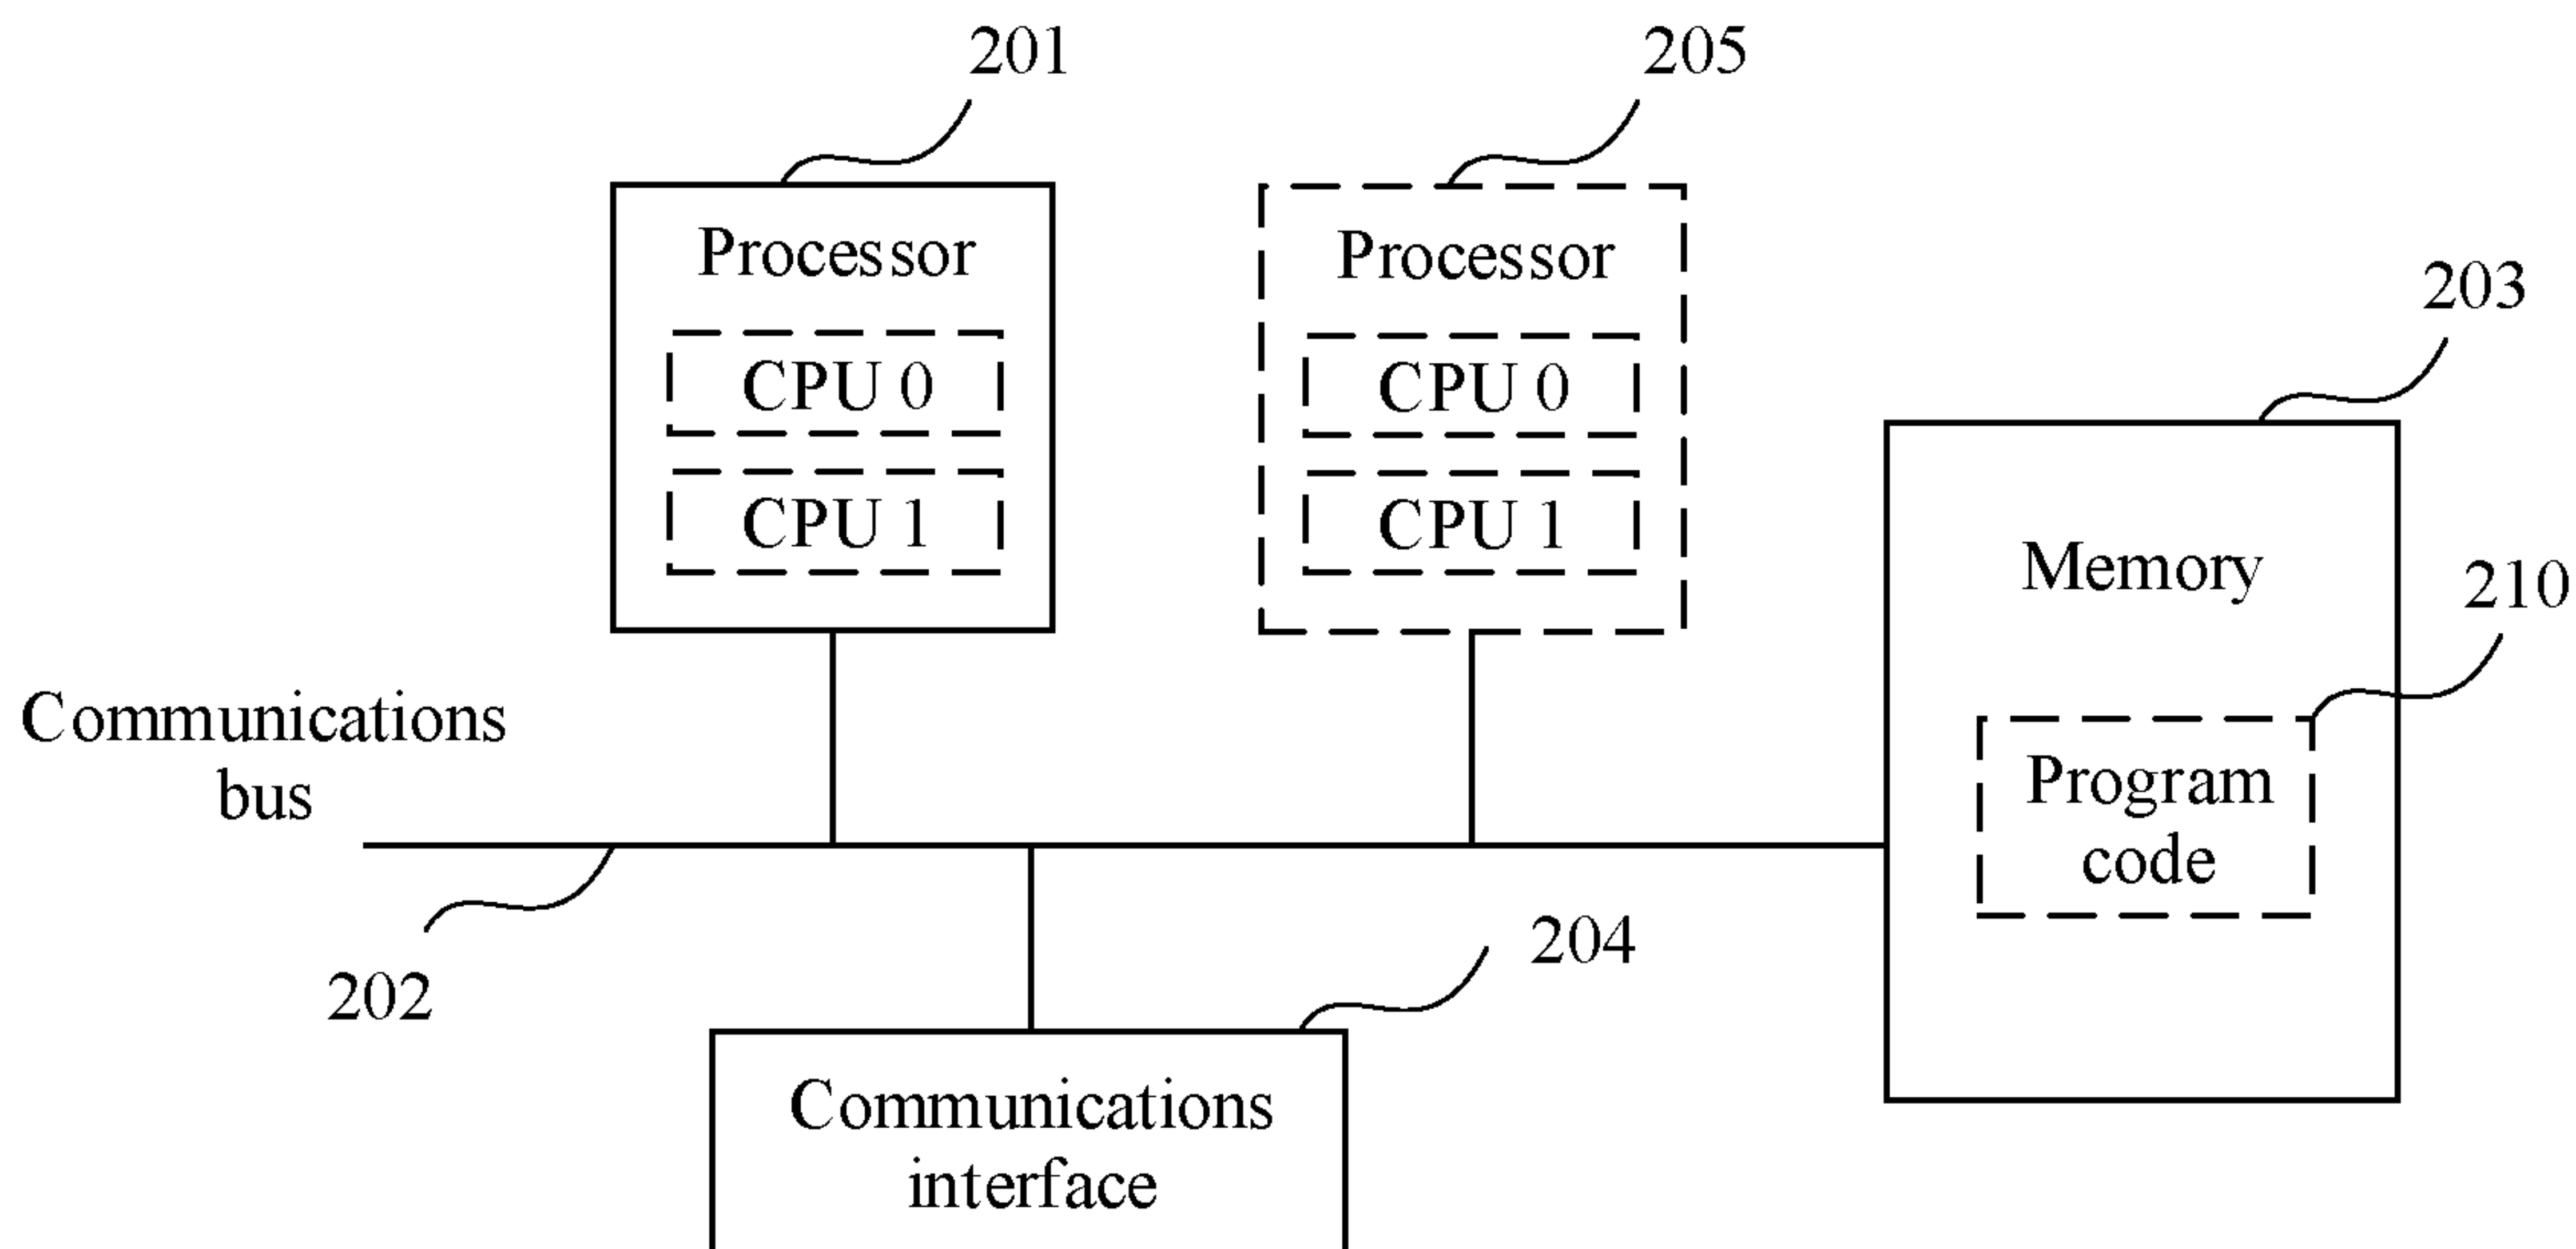 201
205
Processor
Processor
203
CPU 0
CPU 0
CPU 1
CPU 1
Memory
210
Communications
bus
Program
code
202
204
Communications
interface